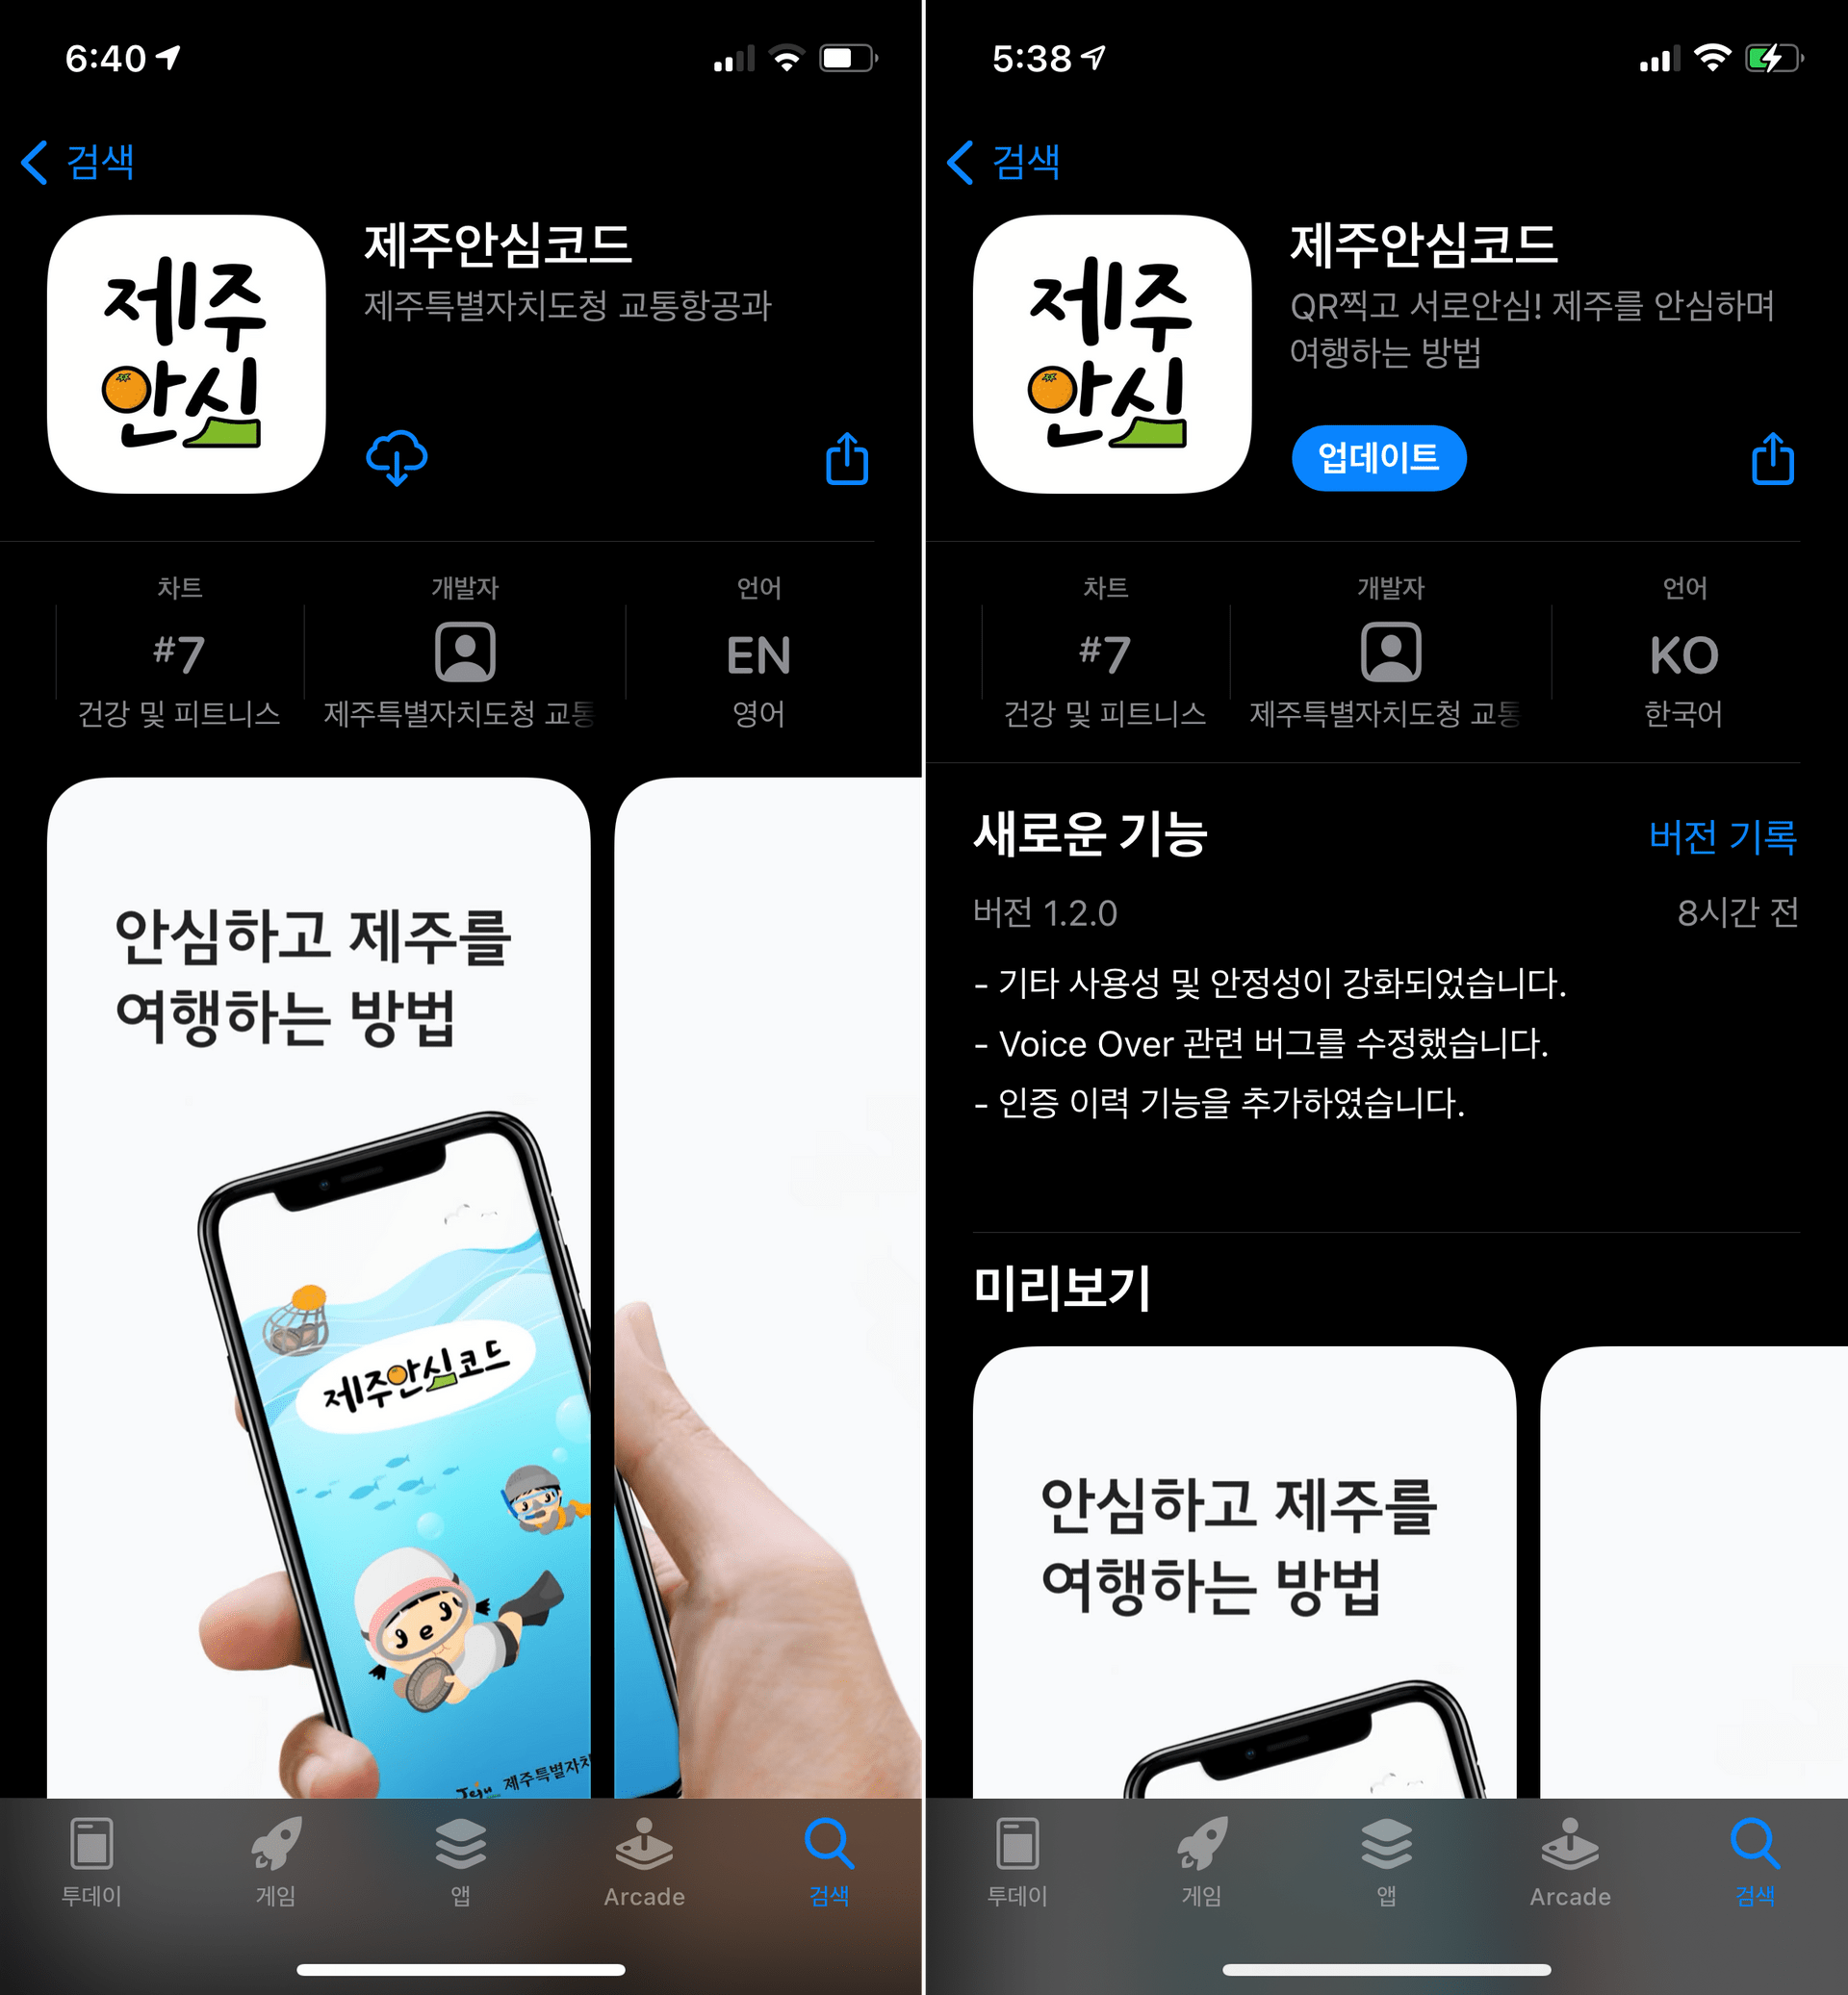 6:40
검색
제주
안심
제주안심코드
제주특별자치도청 교통항공과
차트
개발자
언어
#7
EN
건강 및 피트니스
제주특별자치도청 교통
영어
안심하고 제주를
여행하는 방법
제주안심코드
Jeju 제주특별자치
투데이
게임
앱
Arcade
검색
5:38
검색
제주
안심
제주안심코드
QR찍고 서로안심! 제주를 안심하며
여행하는 방법
업데이트
차트
개발자
언어
#7
KO
건강 및 피트니스
제주특별자치도청 교통
한국어
새로운 기능
버전 기록
버전 1.2.0
8시간 전
- 기타 사용성 및 안정성이 강화되었습니다.
- Voice Over 관련 버그를 수정했습니다.
- 인증 이력 기능을 추가하였습니다.
미리보기
안심하고 제주를
여행하는 방법
투데이
게임
앱
Arcade
검색